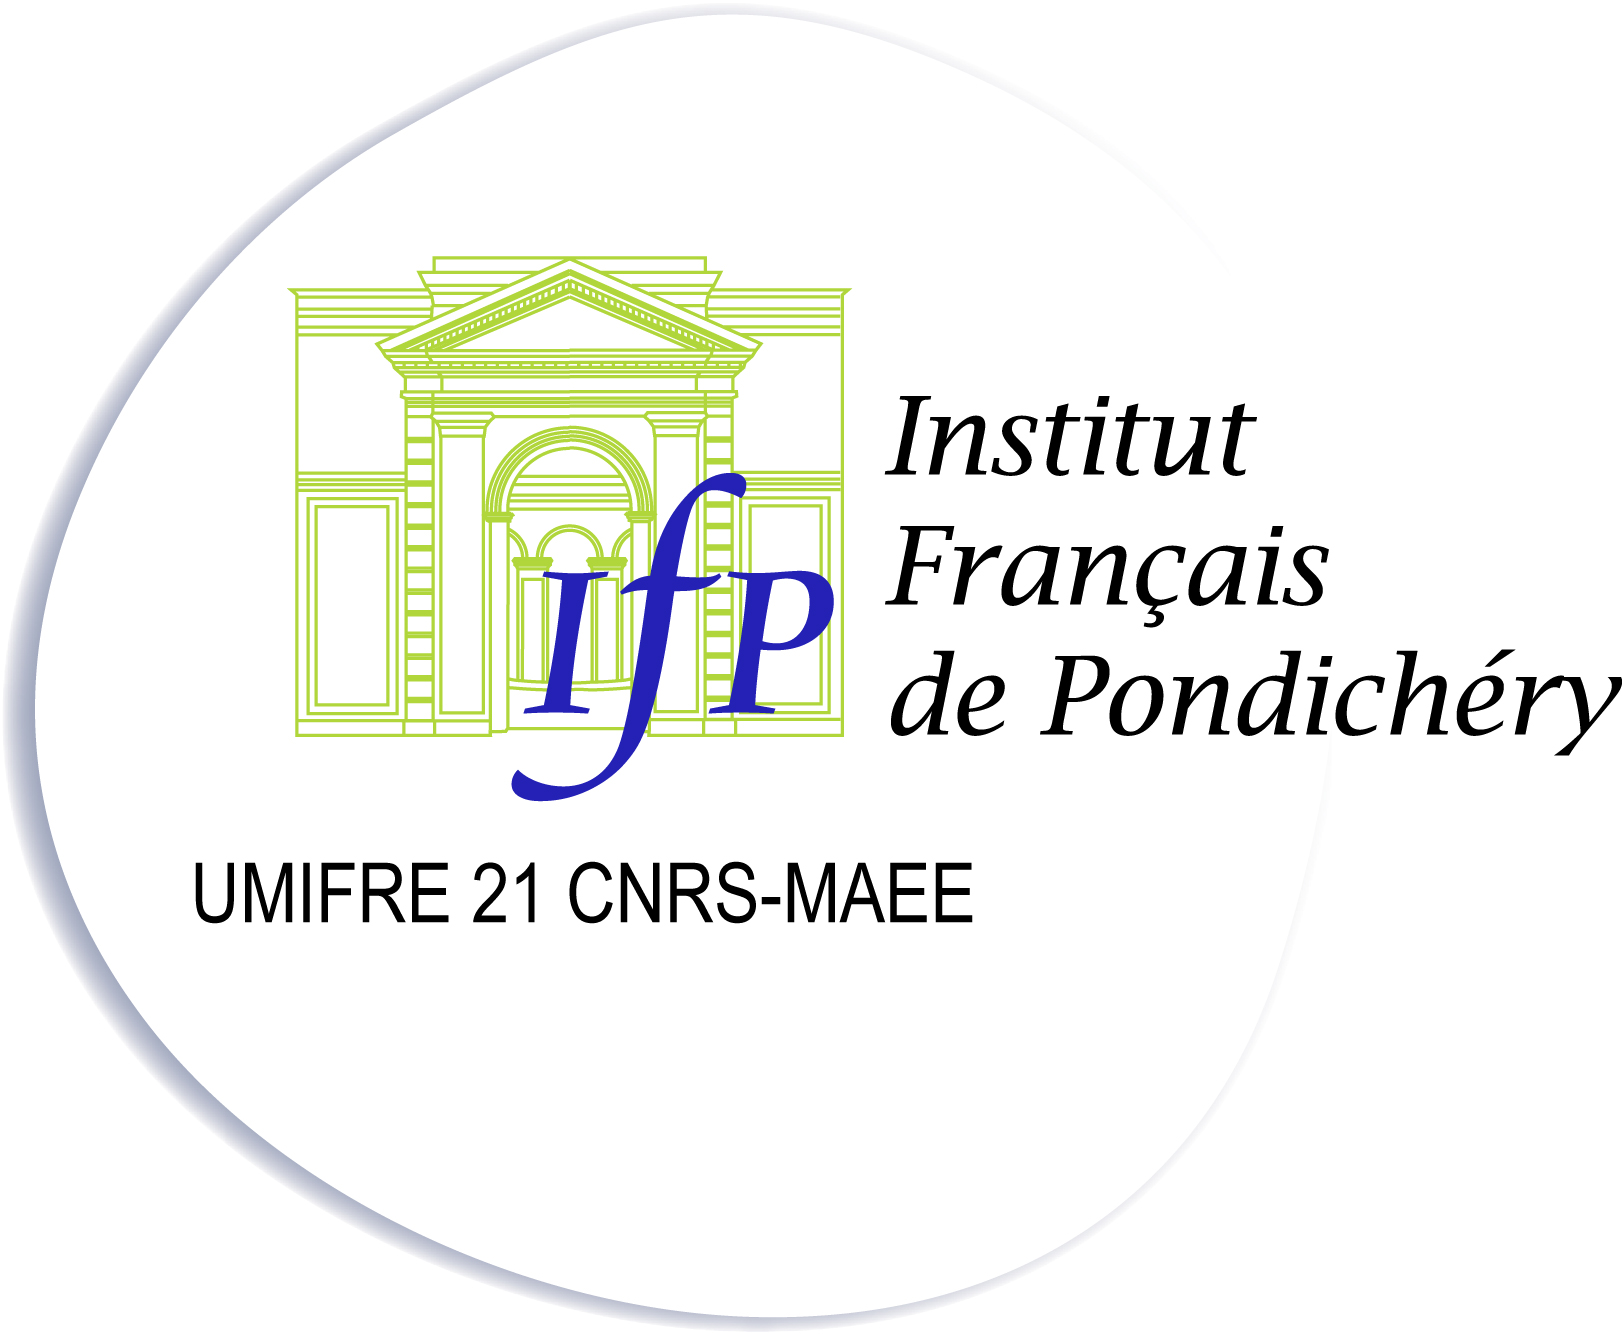 IfP
Institut
Français
de Pondichéry
UMIFRE 21 CNRS-MAEE